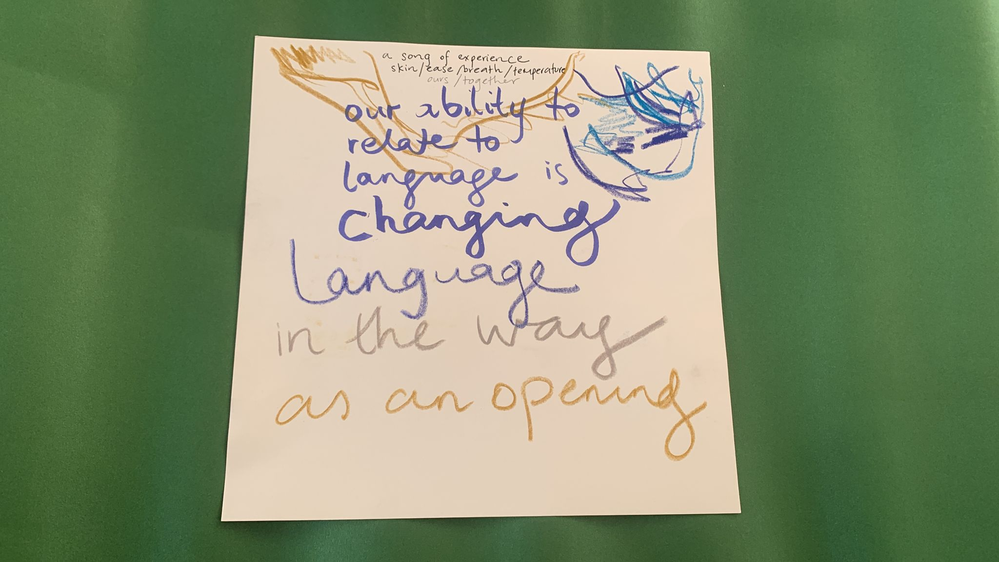 a song of experience
skin/ease/breath/temperature
ours/together
our ability to
relate to
language is
changing
Language
in the way
as an opening